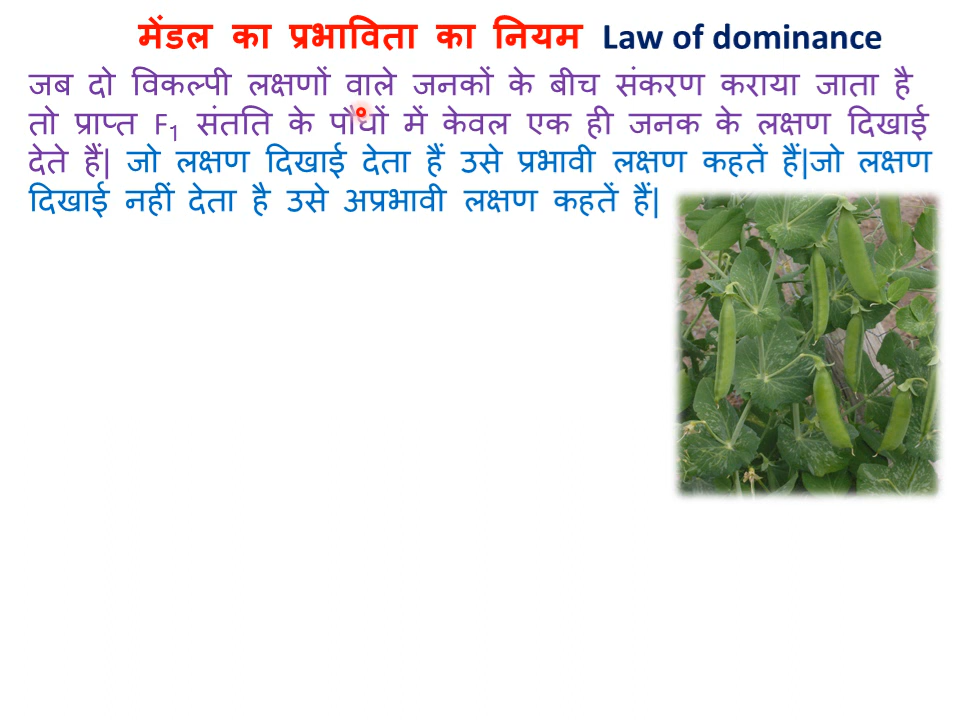 मेंडल का प्रभाविता का नियम Law of dominance
जब दो विकल्पी लक्षणों वाले जनकों के बीच संकरण कराया जाता है
तो प्राप्त F₁ संतति के पौधों में केवल एक ही जनक के लक्षण दिखाई
देते हैं| जो लक्षण दिखाई देता हैं उसे प्रभावी लक्षण कहतें हैं|जो लक्षण
दिखाई नहीं देता है उसे अप्रभावी लक्षण कहतें हैं|